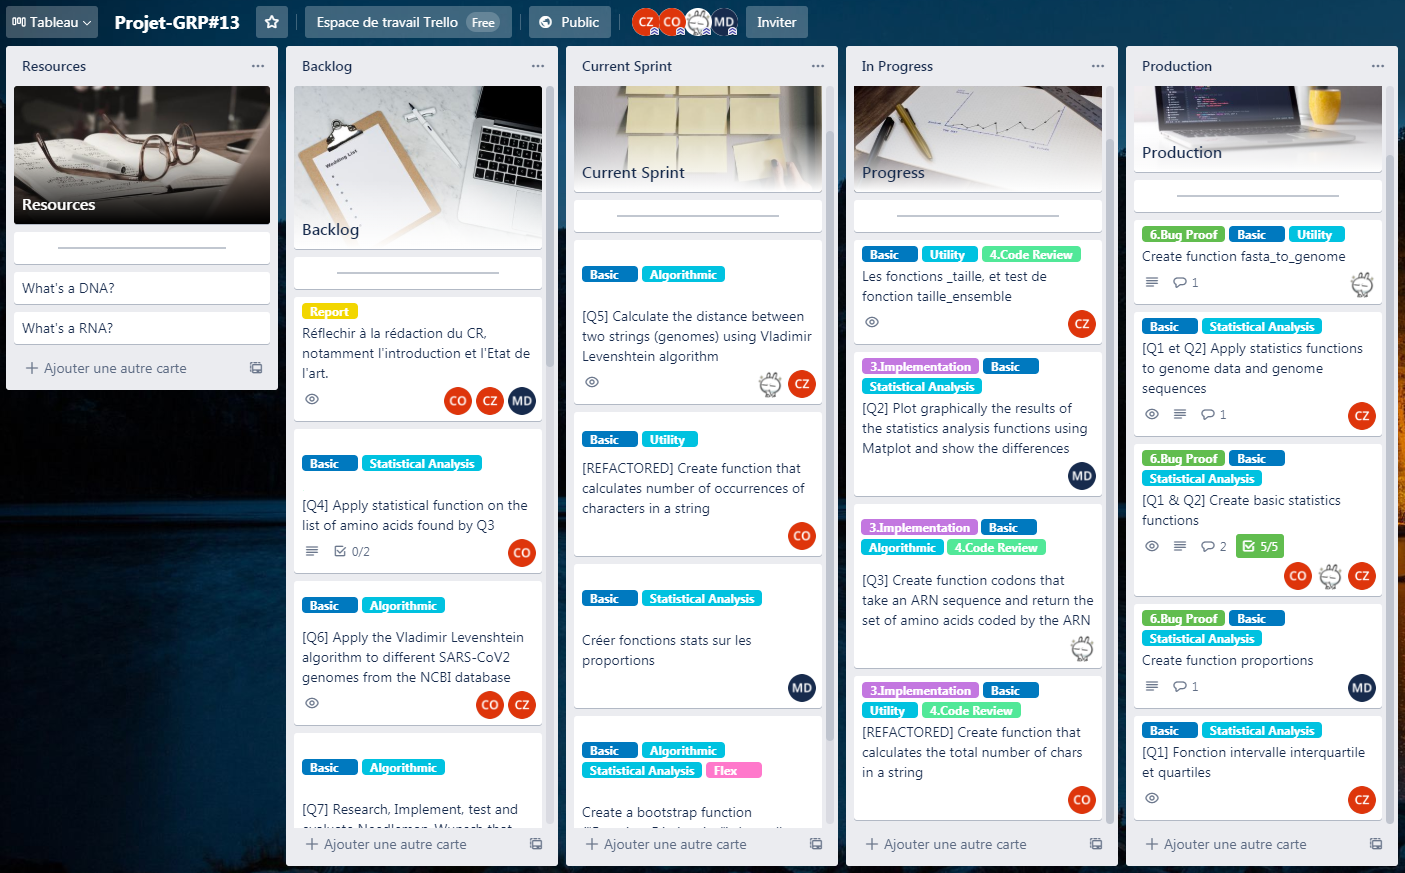 Tableau
Projet-GRP#13
Espace de travail Trello Free
Public
CZ CO MD
Inviter
Resources
Resources
What's a DNA?
What's a RNA?
Ajouter une autre carte
Backlog
Wedding List
Backlog
Report
Réflechir à la rédaction du CR,
notamment l'introduction et l'Etat de
l'art.
CO CZ MD
Basic Statistical Analysis
[Q4] Apply statistical function on the
list of amino acids found by Q3
0/2
CO
Basic Algorithmic
[Q6] Apply the Vladimir Levenshtein
algorithm to different SARS-CoV2
genomes from the NCBI database
CO CZ
Basic Algorithmic
[Q7] Research, Implement, test and
evaluate Needleman-Wunsch that
Ajouter une autre carte
Current Sprint
Current Sprint
Basic Algorithmic
[Q5] Calculate the distance between
two strings (genomes) using Vladimir
Levenshtein algorithm
CZ
Basic Utility
[REFACTORED] Create function that
calculates number of occurrences of
characters in a string
CO
Basic Statistical Analysis
Créer fonctions stats sur les
proportions
MD
Basic Algorithmic
Statistical Analysis Flex
Create a bootstrap function
Ajouter une autre carte
In Progress
Progress
Basic Utility 4.Code Review
Les fonctions _taille, et test de
fonction taille_ensemble
CZ
3.Implementation Basic
Statistical Analysis
[Q2] Plot graphically the results of
the statistics analysis functions using
Matplot and show the differences
MD
3.Implementation Basic
Algorithmic 4.Code Review
[Q3] Create function codons that
take an ARN sequence and return the
set of amino acids coded by the ARN
3.Implementation Basic
Utility 4.Code Review
[REFACTORED] Create function that
calculates the total number of chars
in a string
CO
Ajouter une autre carte
Production
Production
6.Bug Proof Basic Utility
Create function fasta_to_genome
1
Basic Statistical Analysis
[Q1 et Q2] Apply statistics functions
to genome data and genome
sequences
1
CZ
6.Bug Proof Basic
Statistical Analysis
[Q1 & Q2] Create basic statistics
functions
2 5/5
CO CZ
6.Bug Proof Basic
Statistical Analysis
Create function proportions
1
MD
Basic Statistical Analysis
[Q1] Fonction intervalle interquartile
et quartiles
CZ
Ajouter une autre carte